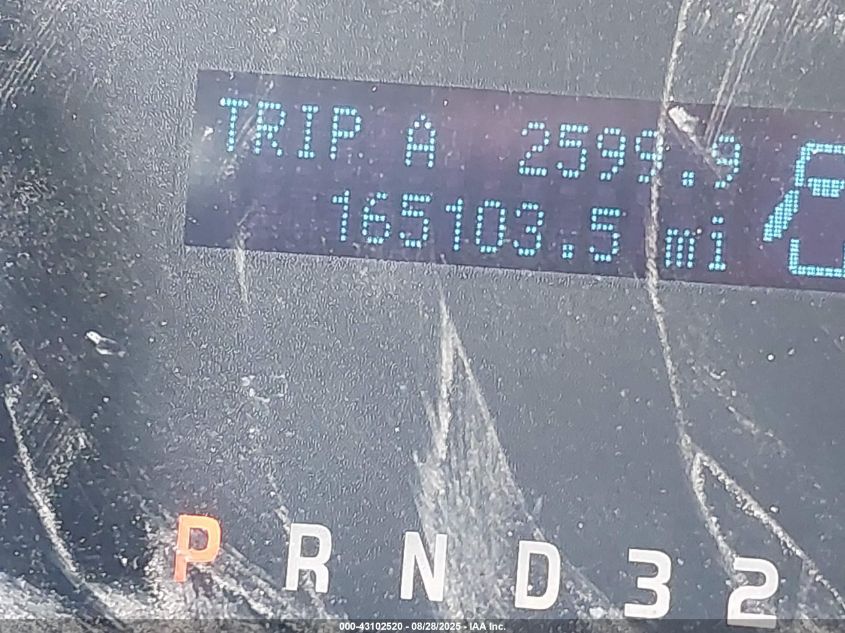 TRIP A 2599.9
165103.5 mi
P R N D 3 2
000-43102520 - 08/28/2025 - IAA Inc.